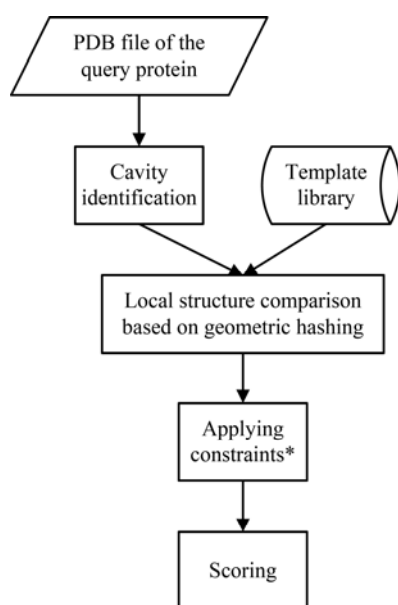 PDB file of the
query protein
Cavity
identification
Template
library
Local structure comparison
based on geometric hashing
Applying
constraints*
Scoring